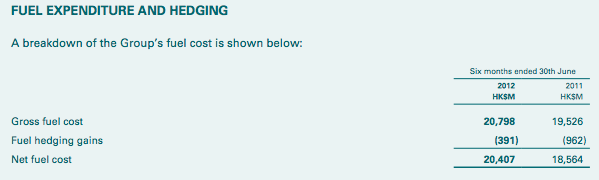 FUEL EXPENDITURE AND HEDGING
A breakdown of the Group's fuel cost is shown below:
Six months ended 30th June
2012 2011
HK$M HK$M
Gross fuel cost 20,798 19,526
Fuel hedging gains (391) (962)
Net fuel cost 20,407 18,564